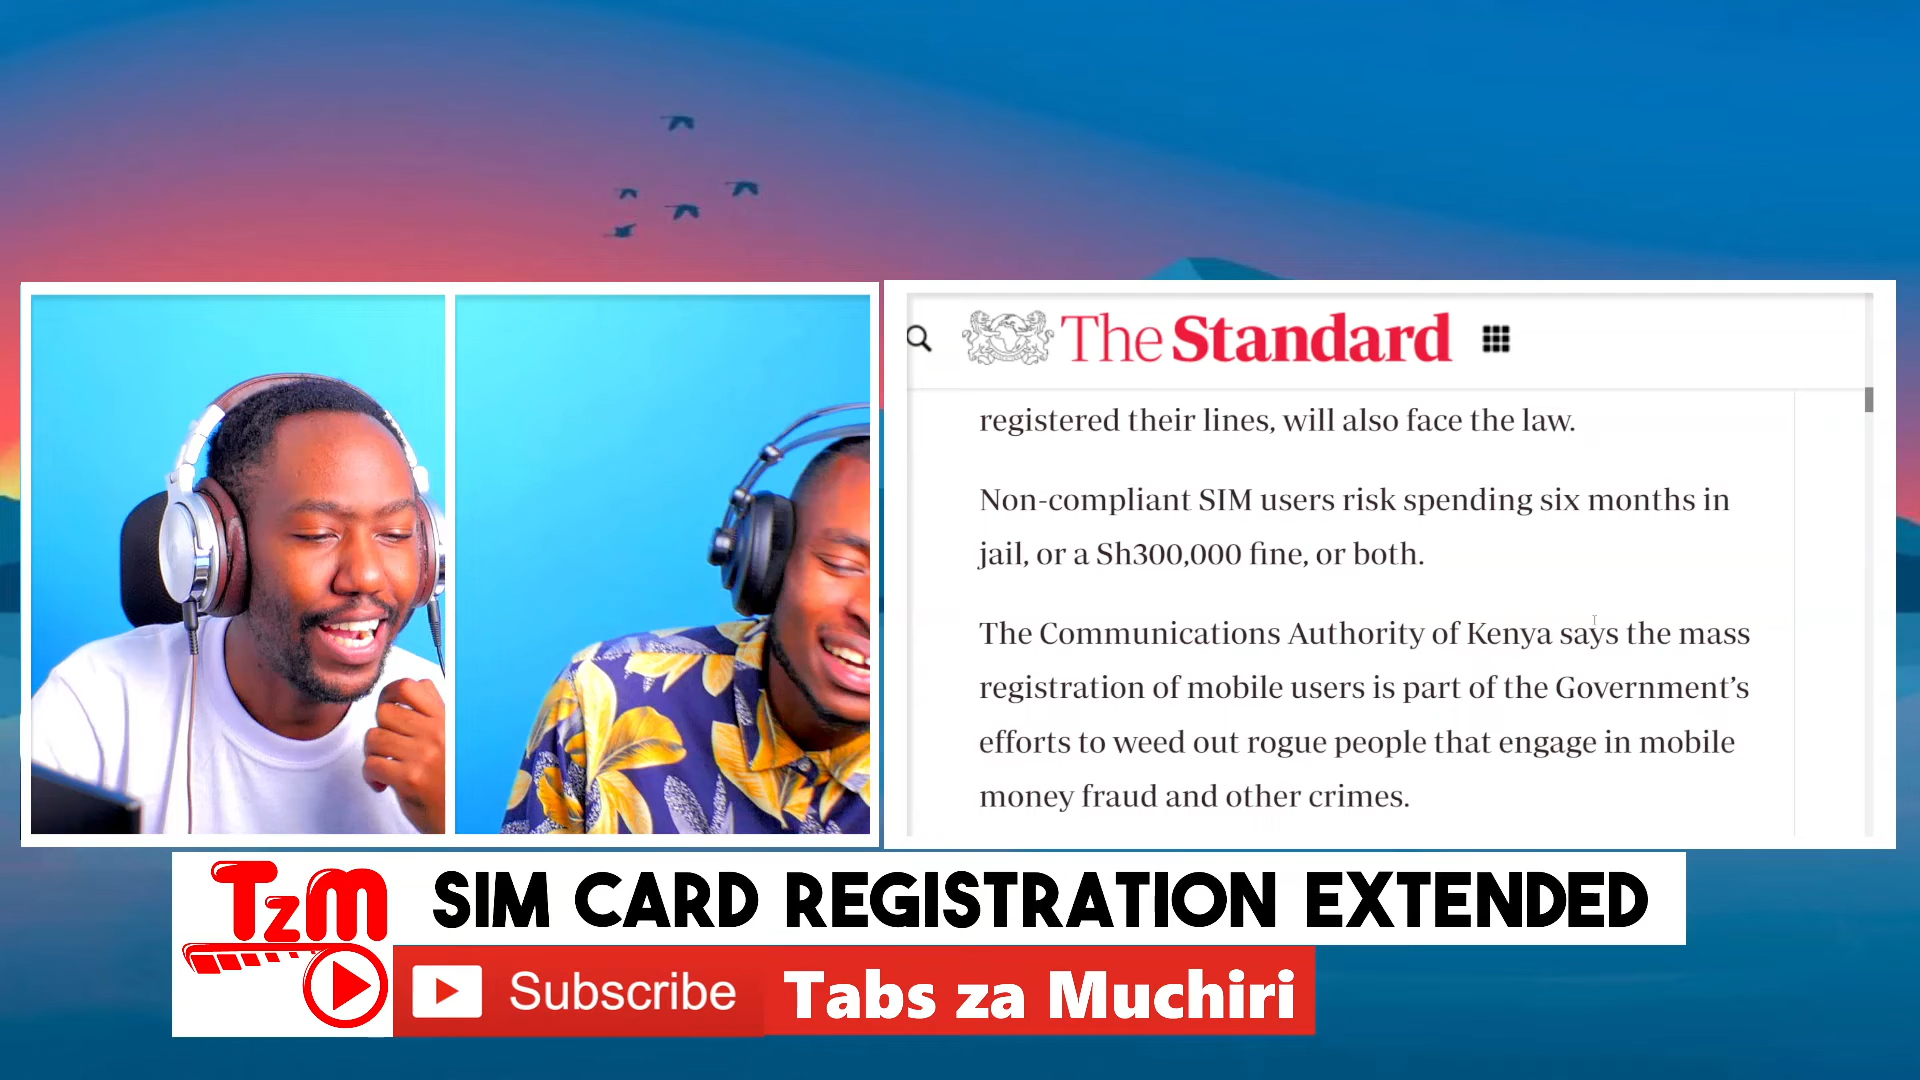 The Standard
registered their lines, will also face the law.
Non-compliant SIM users risk spending six months in
jail, or a Sh300,000 fine, or both.
The Communications Authority of Kenya says the mass
registration of mobile users is part of the Government’s
efforts to weed out rogue people that engage in mobile
money fraud and other crimes.
TzM
SIM CARD REGISTRATION EXTENDED
Subscribe
Tabs za Muchiri